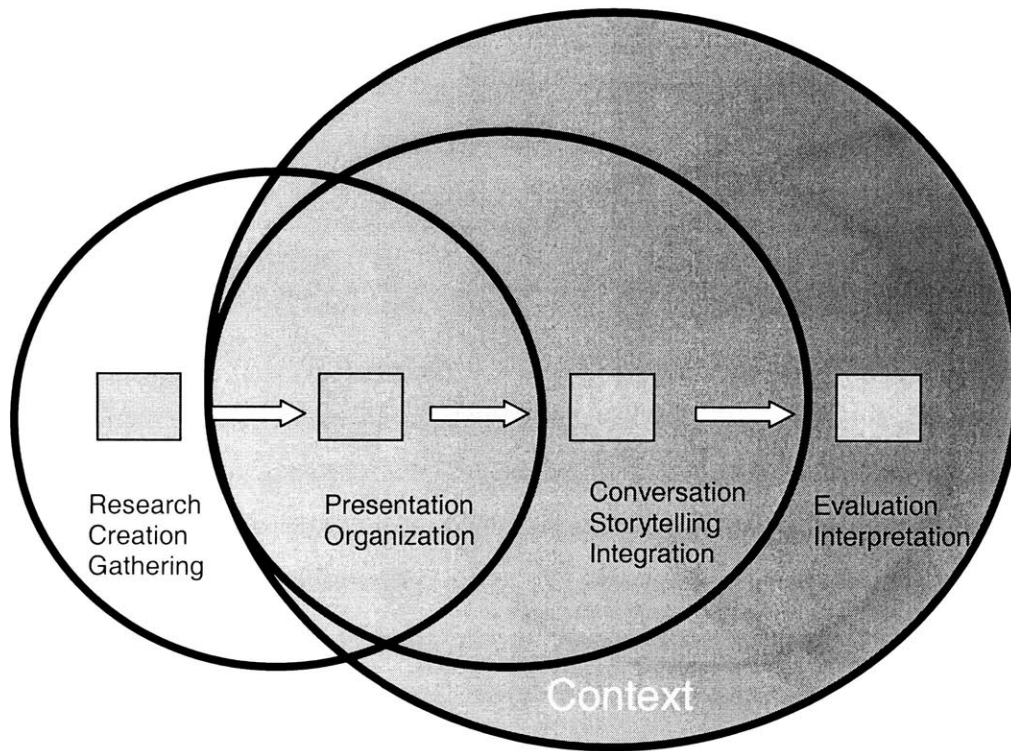 Research
Creation
Gathering
Presentation
Organization
Conversation
Storytelling
Integration
Evaluation
Interpretation
Context